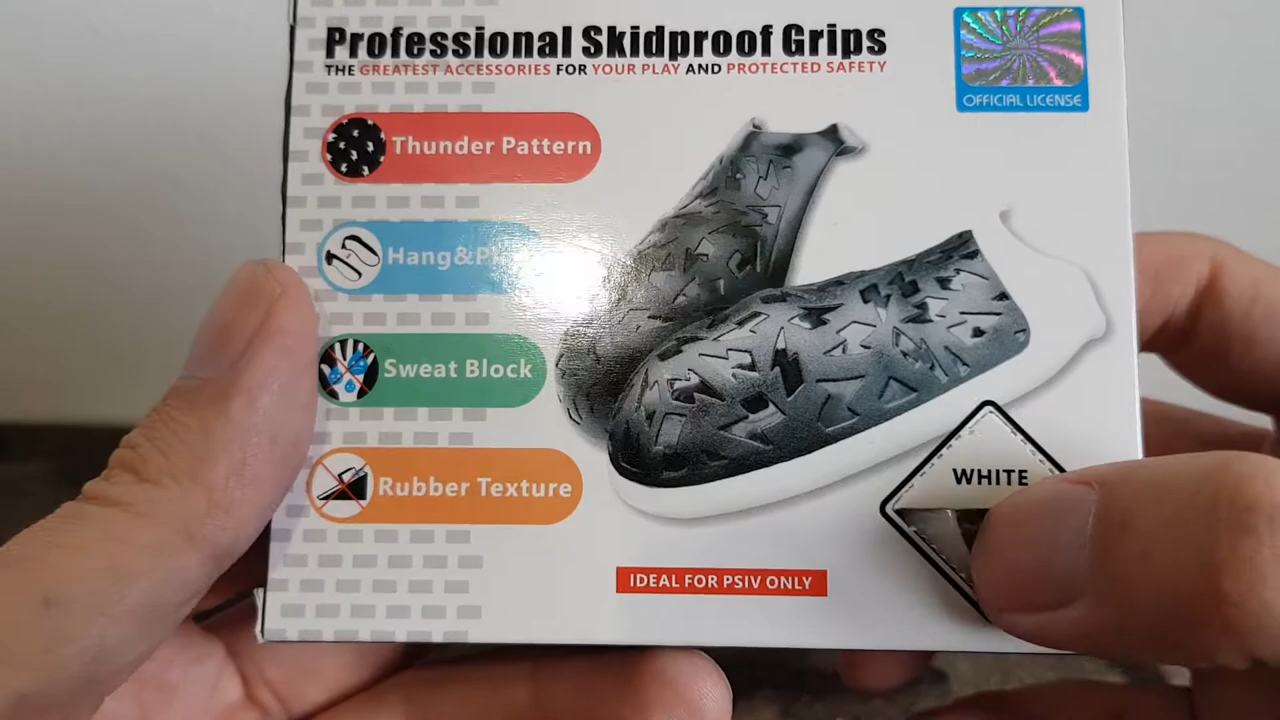 Professional Skidproof Grips
THE GREATEST ACCESSORIES FOR YOUR PLAY AND PROTECTED SAFETY
OFFICIAL LICENSE
Thunder Pattern
Sweat Block
Rubber Texture
WHITE
IDEAL FOR PSIV ONLY